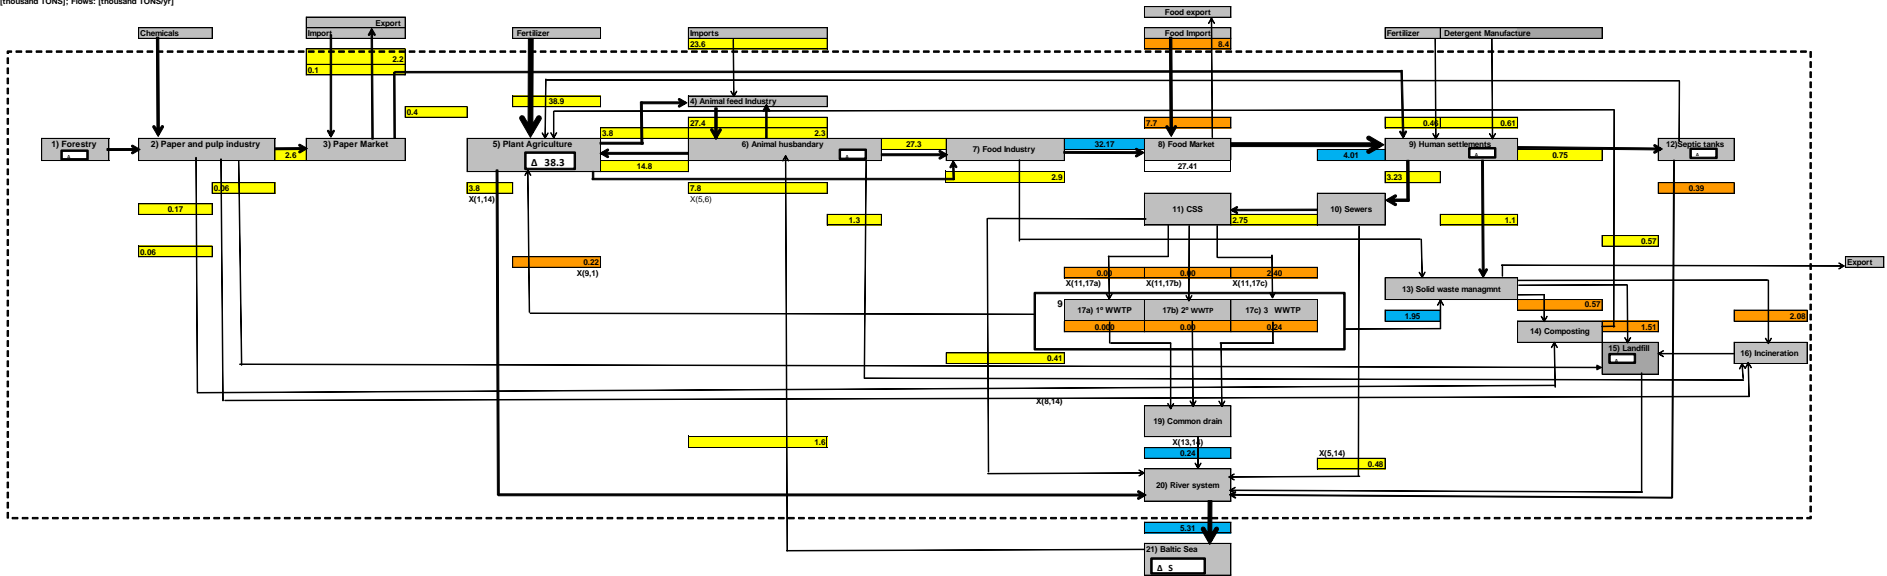 [thousand TONS]; Flows: [thousand TONS/yr]
Food export
Chemicals
Export
Import
Fertilizer
Imports
23.6
Food Import
8.4
Fertilizer
Detergent Manufacture
2.2
0.1
0.4
38.9
4) Animal feed Industry
27.4
2.3
3.8
7.7
0.46
0.61
1) Forestry
2) Paper and pulp industry
2.6
3) Paper Market
5) Plant Agriculture
Δ 38.3
14.8
6) Animal husbandary
27.3
7) Food Industry
32.17
8) Food Market
27.41
4.01
9) Human settlements
0.75
12)Septic tanks
0.06
3.8
X(1,14)
7.8
X(5,6)
2.9
3.23
0.39
0.17
1.3
11) CSS
2.75
10) Sewers
1.1
0.06
0.57
0.22
X(9,1)
0.00
0.00
2.40
X(11,17a)
X(11,17b)
X(11,17c)
Export
13) Solid waste managmnt
9
17a) 1° WWTP
17b) 2° WWTP
17c) 3 WWTP
0.000
0.00
0.24
1.95
0.57
14) Composting
1.51
2.08
15) Landfill
16) Incineration
0.41
X(8,14)
19) Common drain
X(13,14)
0.24
1.6
X(5,14)
0.48
20) River system
5.31
21) Baltic Sea
Δ S